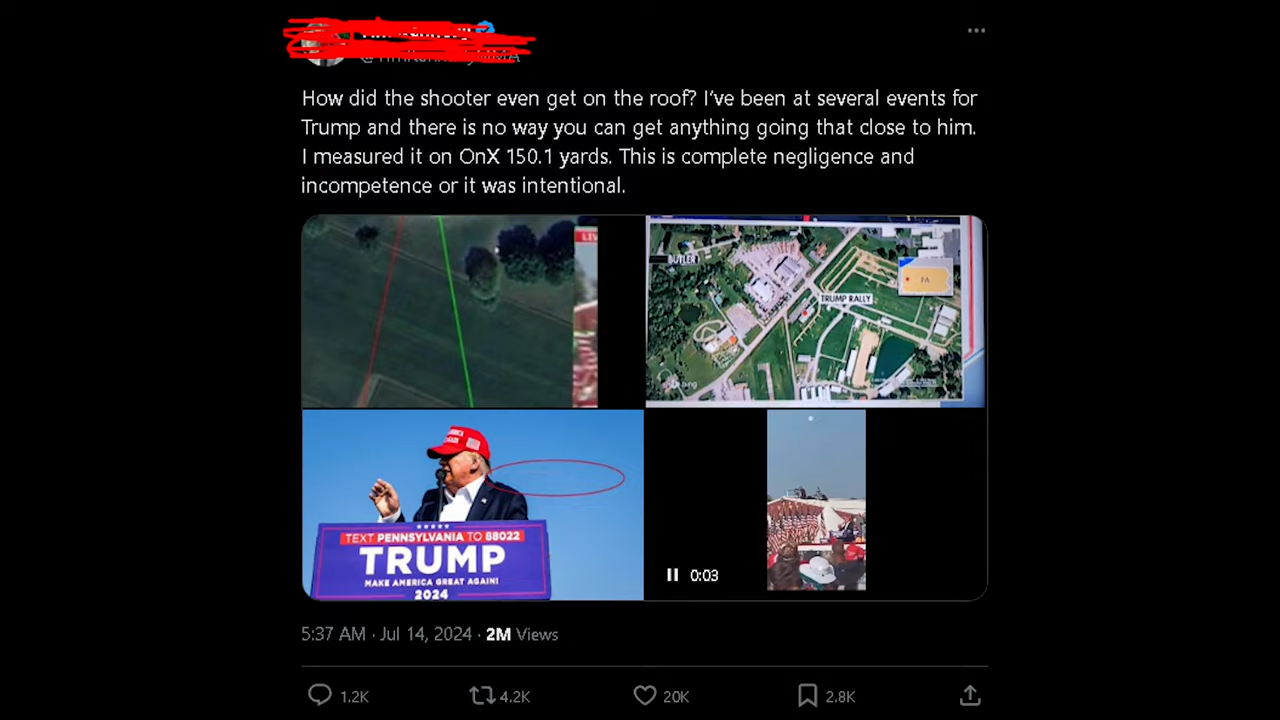 How did the shooter even get on the roof? I've been at several events for
Trump and there is no way you can get anything going that close to him.
I measured it on OnX 150.1 yards. This is complete negligence and
incompetence or it was intentional.
LIV
BUTLER
PA
TRUMP RALLY
bing
TEXT PENNSYLVANIA TO 88022
TRUMP
MAKE AMERICA GREAT AGAIN!
2024
0:03
5:37 AM · Jul 14, 2024 · 2M Views
1.2K 4.2K 20K 2.8K